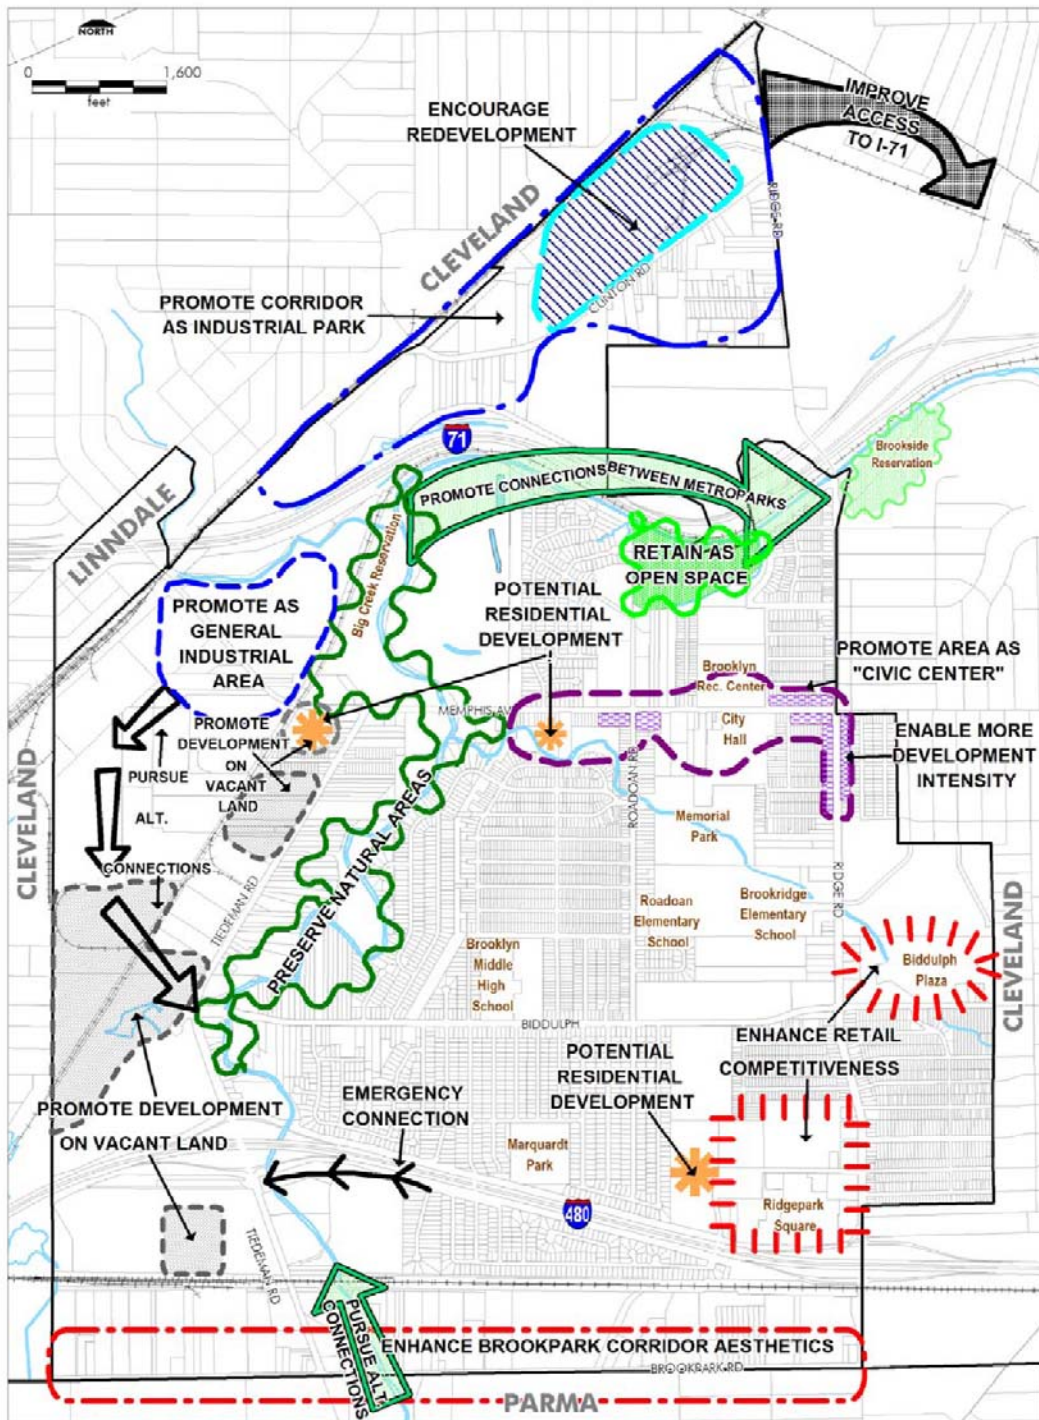 NORTH
0 1,600
feet
ENCOURAGE
REDEVELOPMENT
IMPROVE
ACCESS
TO I-71
CLEVELAND
RIDGE RD
CLINTON RD
PROMOTE CORRIDOR
AS INDUSTRIAL PARK
71
Brookside
Reservation
PROMOTE CONNECTIONS BETWEEN METROPARKS
LINNDALE
Big Creek Reservation
RETAIN AS
OPEN SPACE
PROMOTE AS
GENERAL
INDUSTRIAL
AREA
POTENTIAL
RESIDENTIAL
DEVELOPMENT
PROMOTE AREA AS
"CIVIC CENTER"
Brooklyn
Rec. Center
MEMPHIS AV
City
Hall
ENABLE MORE
DEVELOPMENT
INTENSITY
PROMOTE
DEVELOPMENT
ON
VACANT
LAND
PURSUE
ALT.
CONNECTIONS
CLEVELAND
ROADOAN RD
Memorial
Park
PRESERVE NATURAL AREAS
TIEDEMAN RD
RIDGE RD
Roadoan
Elementary
School
Brookridge
Elementary
School
CLEVELAND
Brooklyn
Middle
High
School
Biddulph
Plaza
BIDDULPH
ENHANCE RETAIL
COMPETITIVENESS
POTENTIAL
RESIDENTIAL
DEVELOPMENT
EMERGENCY
CONNECTION
PROMOTE DEVELOPMENT
ON VACANT LAND
Marquardt
Park
Ridgepark
Square
480
TIEDEMAN RD
PURSUE ALT.
CONNECTIONS
ENHANCE BROOKPARK CORRIDOR AESTHETICS
BROOKPARK RD
PARMA